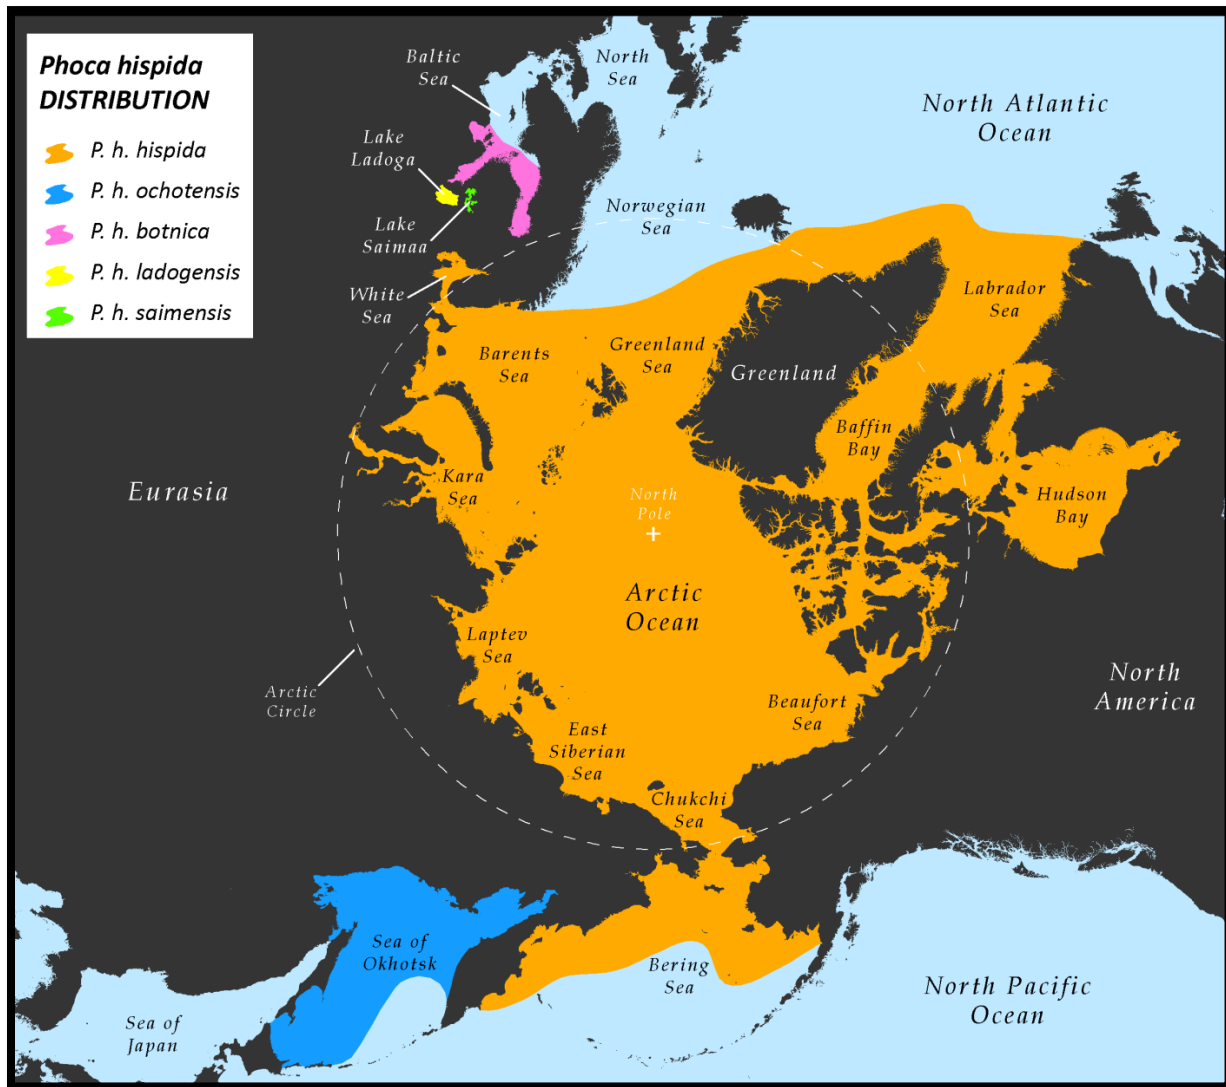 Phoca hispida
DISTRIBUTION
P. h. hispida
P. h. ochotensis
P. h. botnica
P. h. ladogensis
P. h. saimensis
Baltic
Sea
North
Sea
North Atlantic
Ocean
Lake
Ladoga
Lake
Saimaa
Norwegian
Sea
White
Sea
Labrador
Sea
Barents
Sea
Greenland
Sea
Greenland
Baffin
Bay
Eurasia
Kara
Sea
North
Pole
Hudson
Bay
Arctic
Ocean
Laptev
Sea
Arctic
Circle
North
America
Beaufort
Sea
East
Siberian
Sea
Chukchi
Sea
Sea of
Okhotsk
Bering
Sea
North Pacific
Ocean
Sea of
Japan